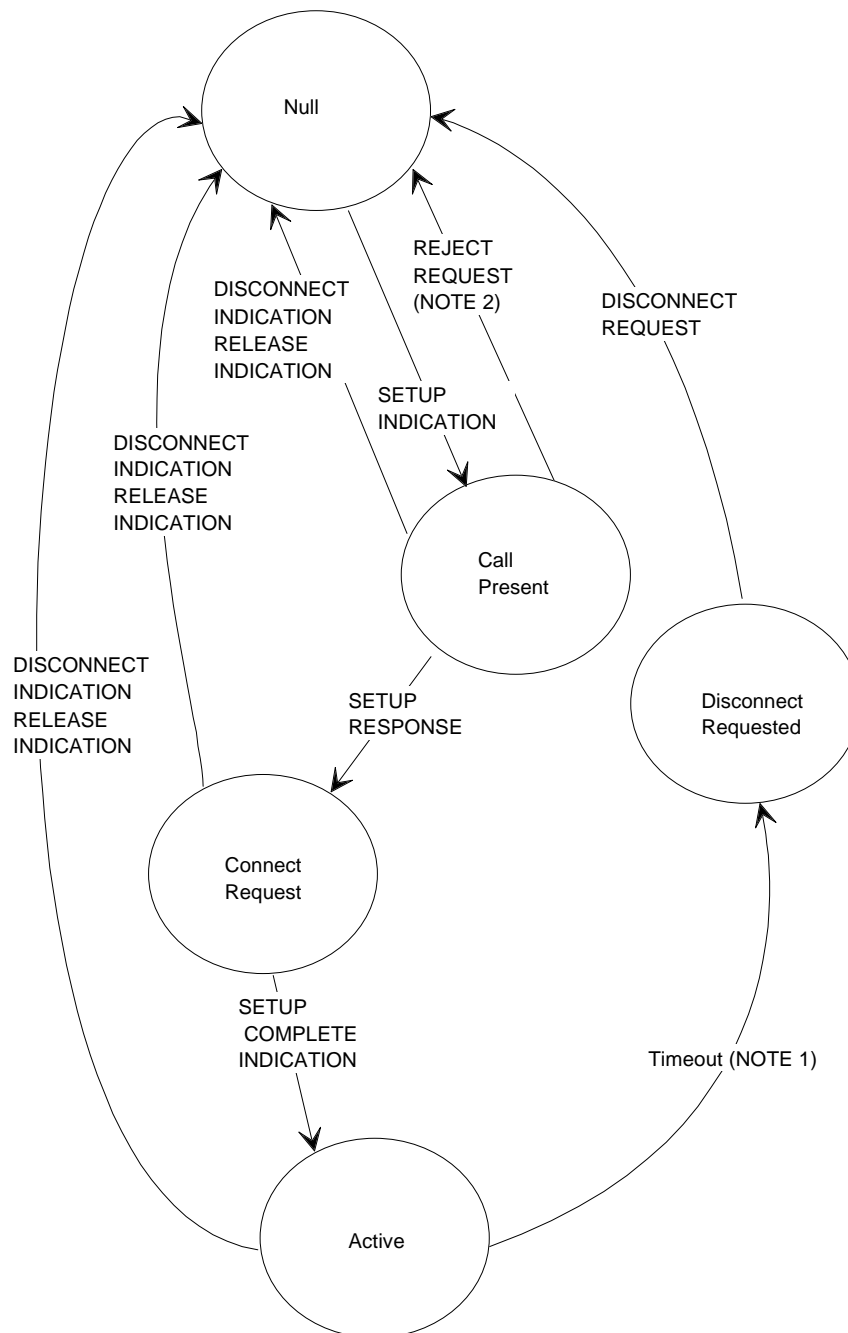 Null
REJECT
REQUEST
(NOTE 2)
DISCONNECT
INDICATION
RELEASE
INDICATION
DISCONNECT
REQUEST
SETUP
INDICATION
DISCONNECT
INDICATION
RELEASE
INDICATION
Call
Present
DISCONNECT
INDICATION
RELEASE
INDICATION
SETUP
RESPONSE
Disconnect
Requested
Connect
Request
SETUP
COMPLETE
INDICATION
Timeout (NOTE 1)
Active